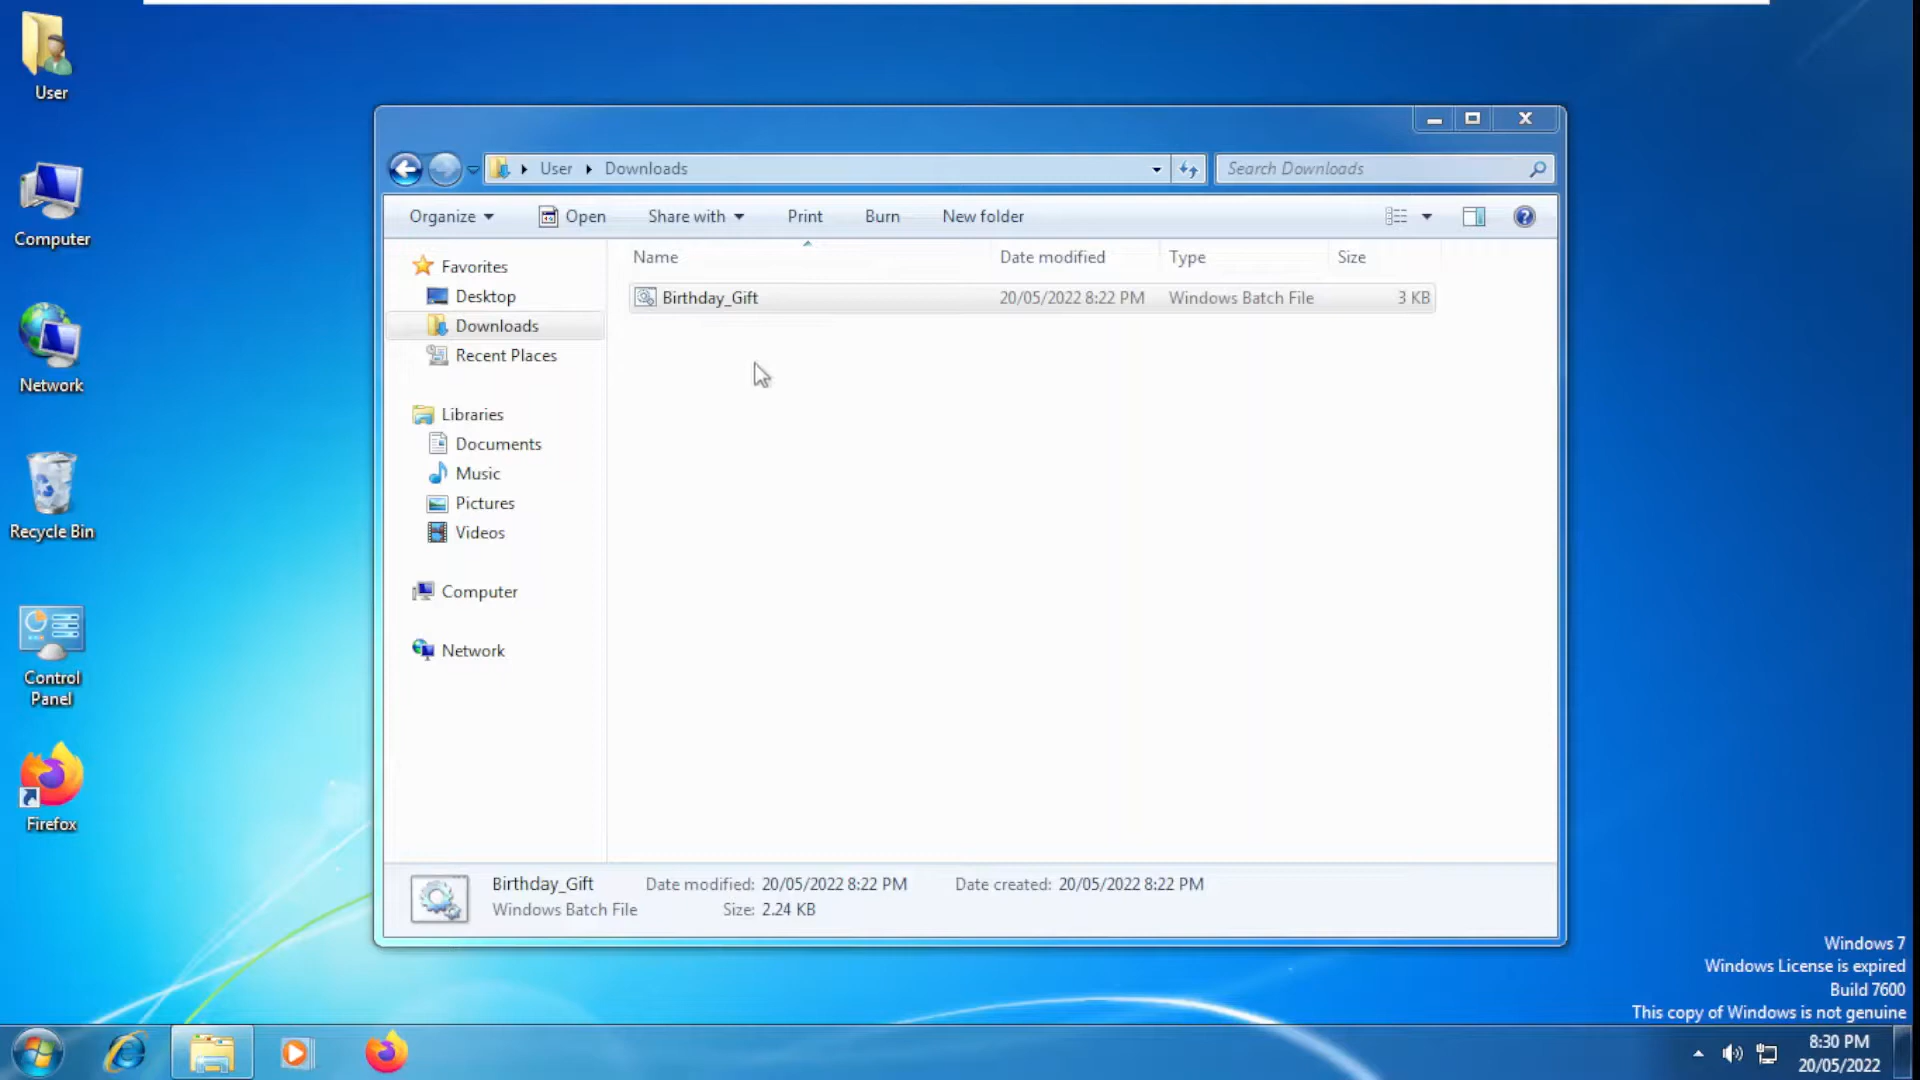 User
Computer
Network
Recycle Bin
Control
Panel
Firefox
User Downloads
Search Downloads
Organize Open Share with Print Burn New folder
Name Date modified Type Size
Birthday_Gift 20/05/2022 8:22 PM Windows Batch File 3 KB
Favorites
Desktop
Downloads
Recent Places
Libraries
Documents
Music
Pictures
Videos
Computer
Network
Birthday_Gift Date modified: 20/05/2022 8:22 PM Date created: 20/05/2022 8:22 PM
Windows Batch File Size: 2.24 KB
Windows 7
Windows License is expired
Build 7600
This copy of Windows is not genuine
8:30 PM
20/05/2022